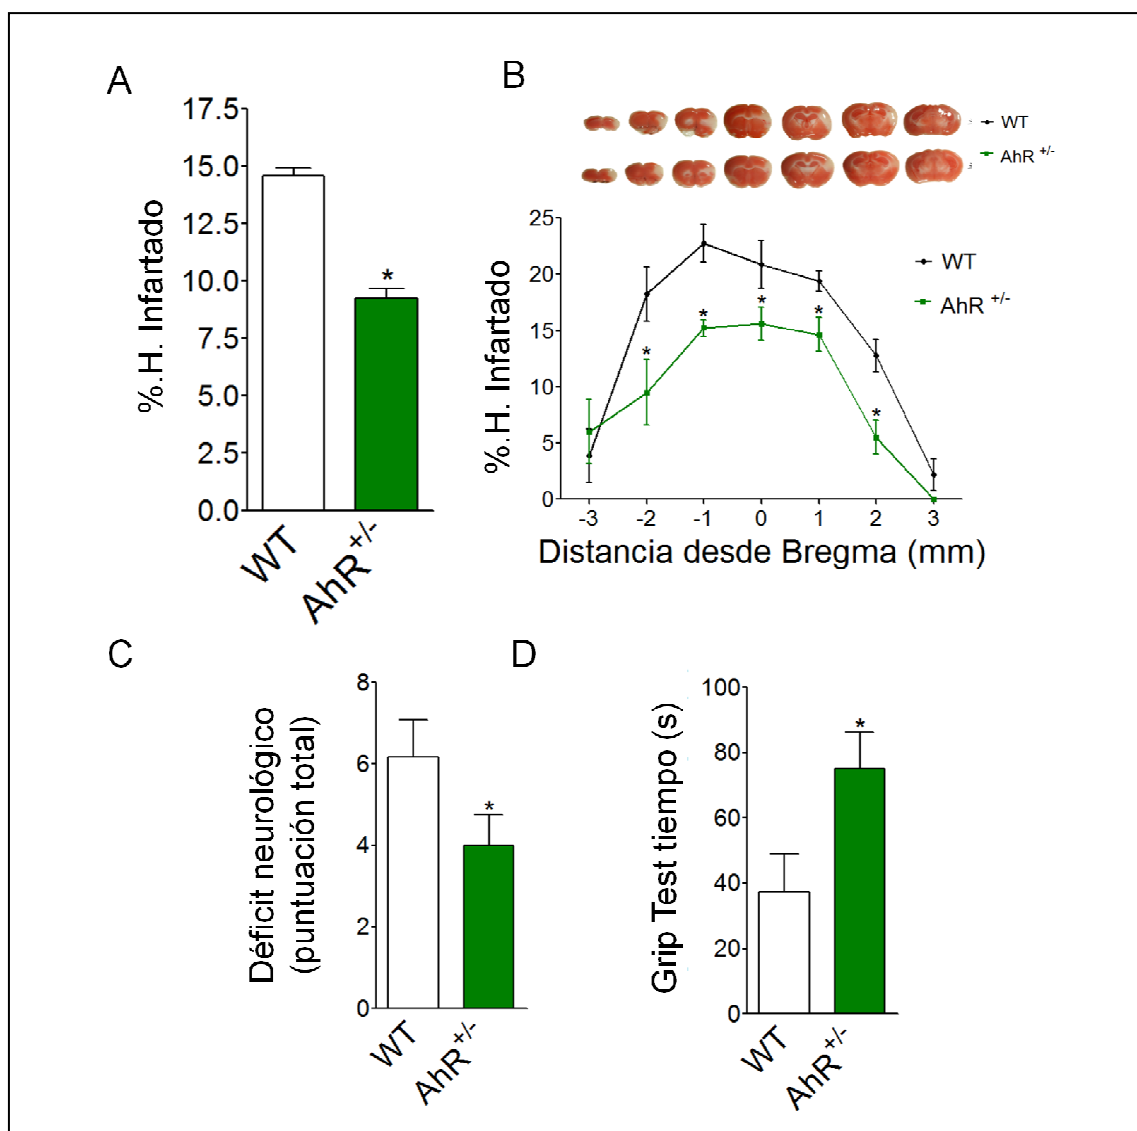 A
%.H. Infartado
17.5
15.0
12.5
10.0
7.5
5.0
2.5
0.0
*
WT
AhR+/-
B
WT
AhR +/-
%.H. Infartado
25
20
15
10
5
0
WT
AhR +/-
*
*
*
*
*
-3 -2 -1 0 1 2 3
Distancia desde Bregma (mm)
C
Déficit neurológico
(puntuación total)
8
6
4
2
0
*
WT
AhR+/-
D
Grip Test tiempo (s)
100
80
60
40
20
0
*
WT
AhR+/-